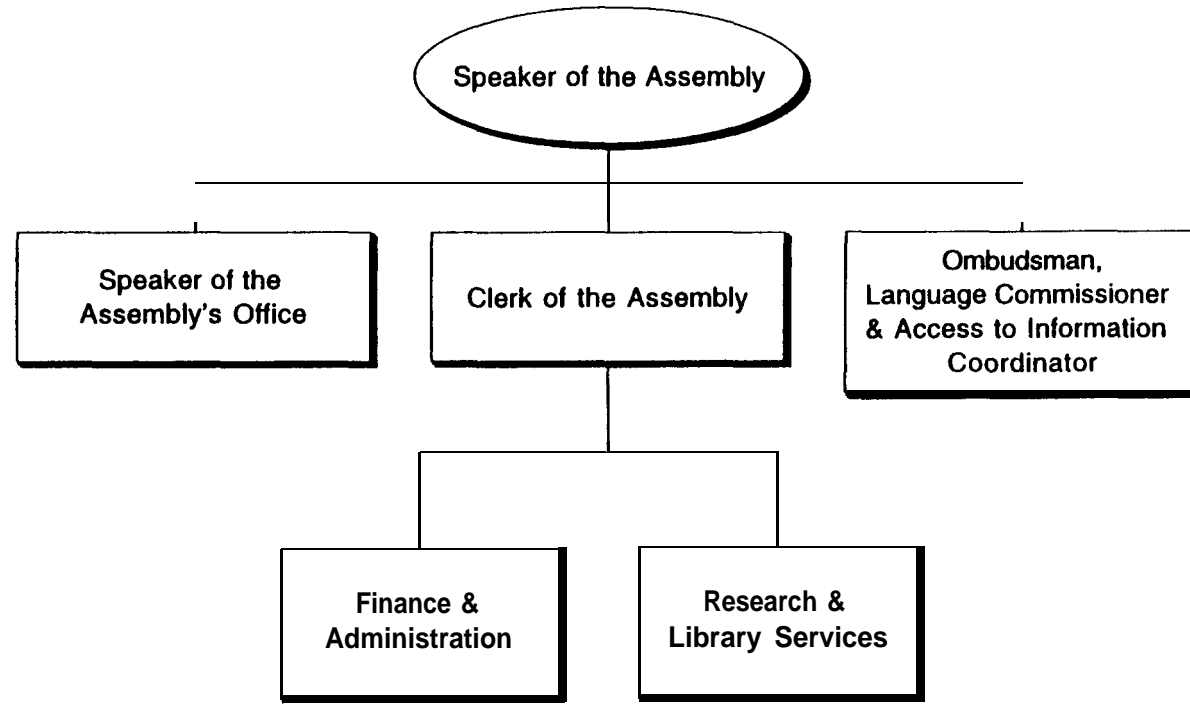 Speaker of the Assembly
Speaker of the
Assembly's Office
Clerk of the Assembly
Ombudsman,
Language Commissioner
& Access to Information
Coordinator
Finance &
Administration
Research &
Library Services